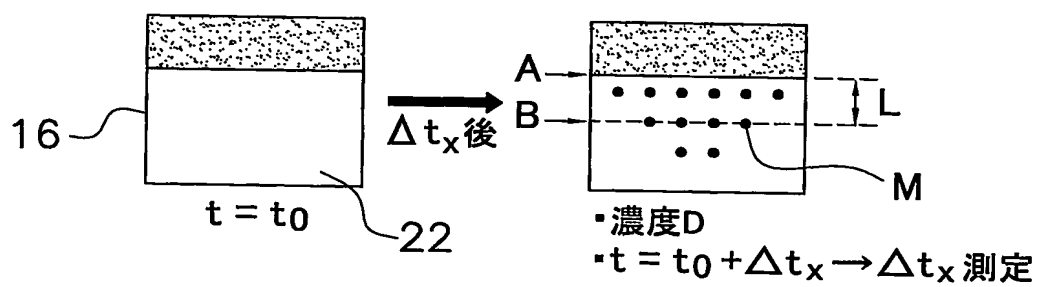 16
22
t = t0
Δtx後
A
B
L
M
▪濃度D
▪t = t0 + Δtx → Δtx 測定